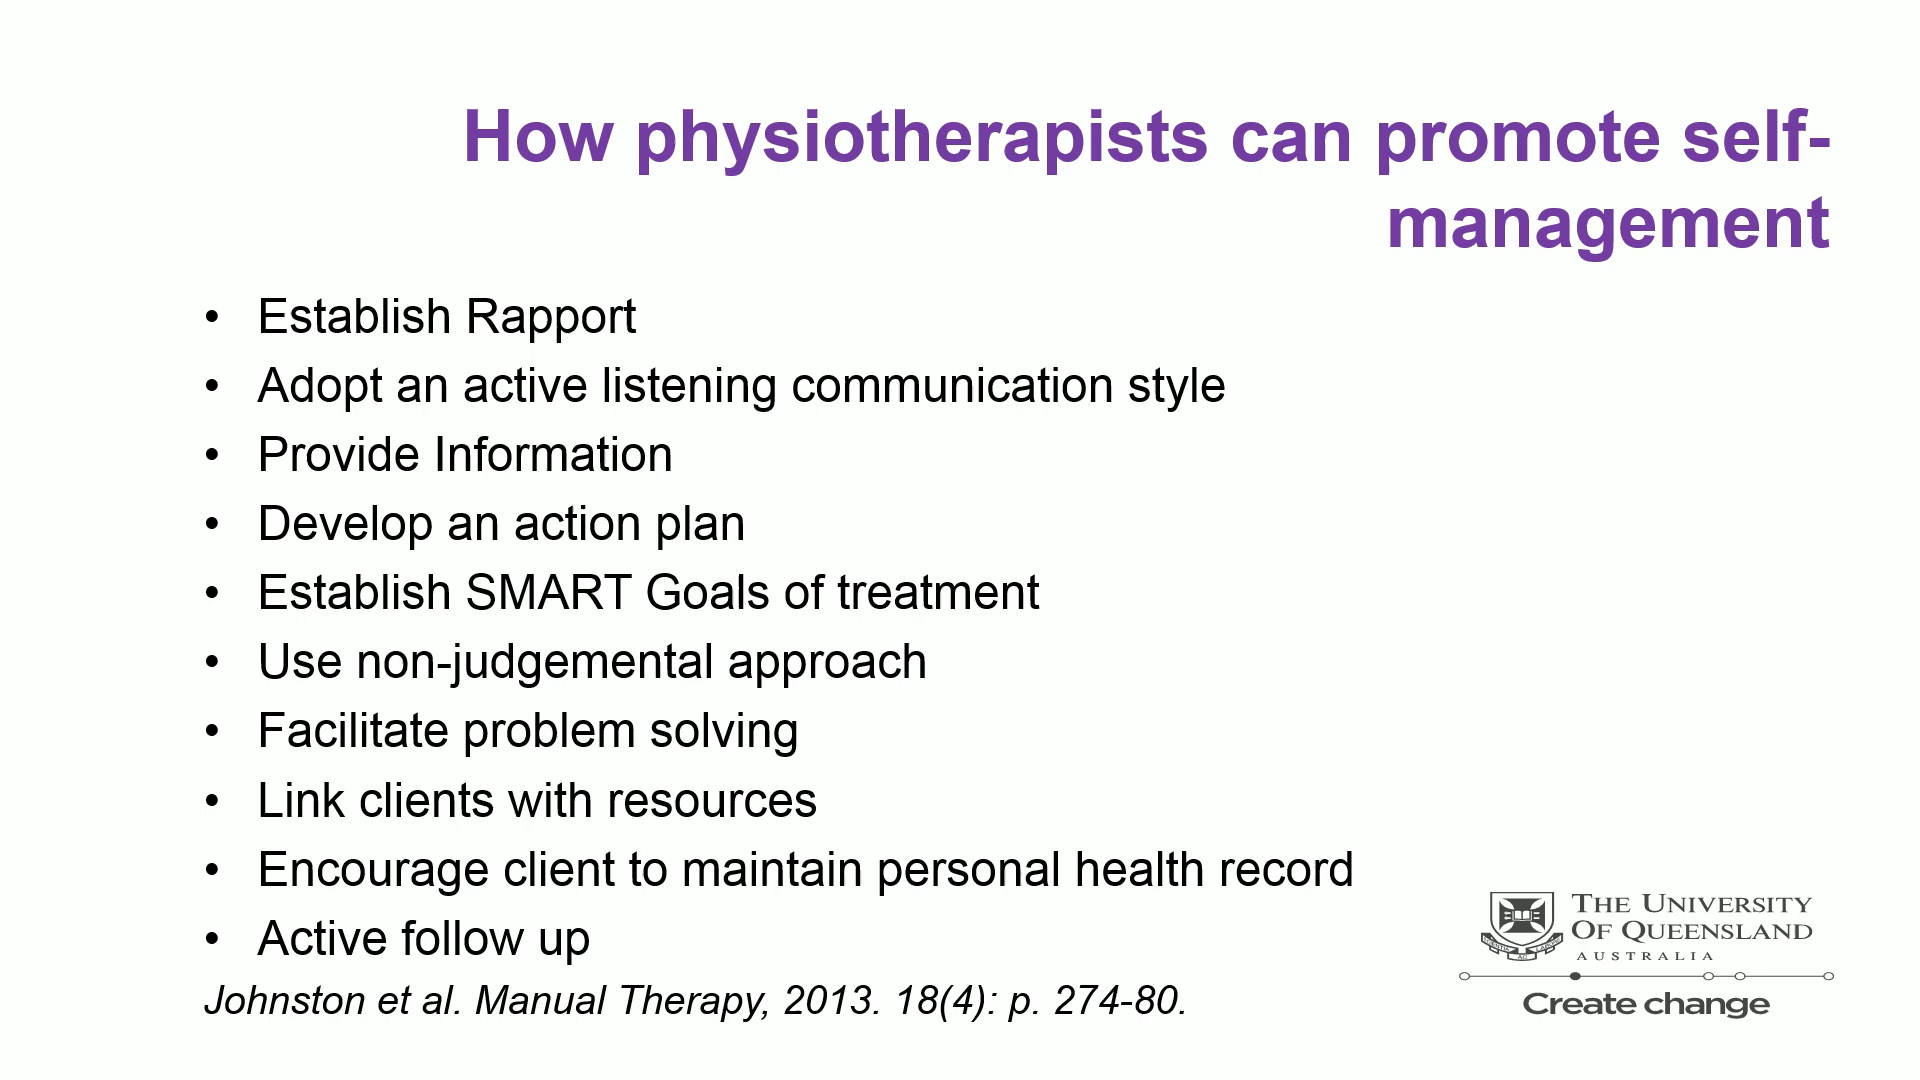 How physiotherapists can promote self-
management
• Establish Rapport
• Adopt an active listening communication style
• Provide Information
• Develop an action plan
• Establish SMART Goals of treatment
• Use non-judgemental approach
• Facilitate problem solving
• Link clients with resources
• Encourage client to maintain personal health record
• Active follow up
Johnston et al. Manual Therapy, 2013. 18(4): p. 274-80.
THE UNIVERSITY
OF QUEENSLAND
AUSTRALIA
Create change